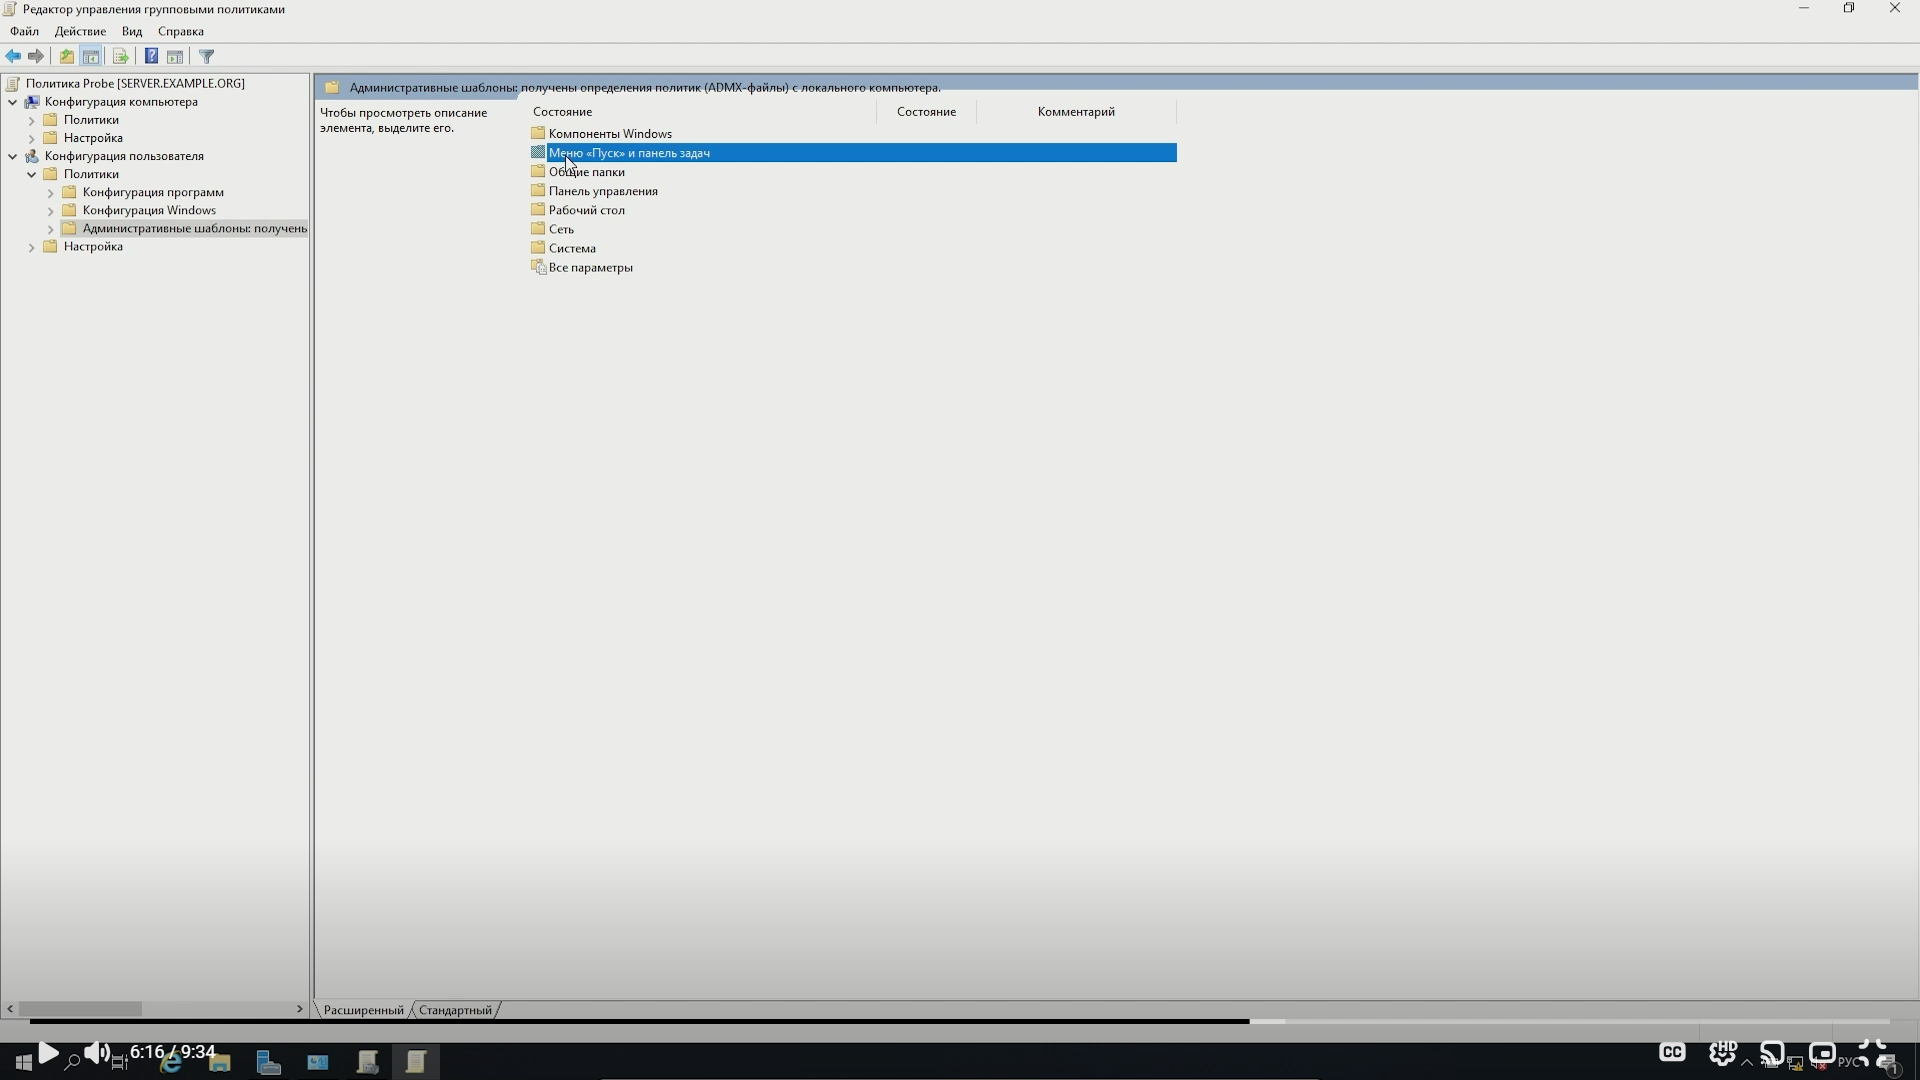 Редактор управления групповыми политиками
Файл Действие Вид Справка
Политика Probe [SERVER.EXAMPLE.ORG]
Конфигурация компьютера
Политики
Настройка
Конфигурация пользователя
Политики
Конфигурация программ
Конфигурация Windows
Административные шаблоны: получень
Настройка
Административные шаблоны: получены определения политик (ADMX-файлы) с локального компьютера.
Чтобы просмотреть описание
элемента, выделите его.
Состояние Состояние Комментарий
Компоненты Windows
Меню «Пуск» и панель задач
Общие папки
Панель управления
Рабочий стол
Сеть
Система
Все параметры
Расширенный Стандартный
6:16 / 9:34
CC HD РУС 1